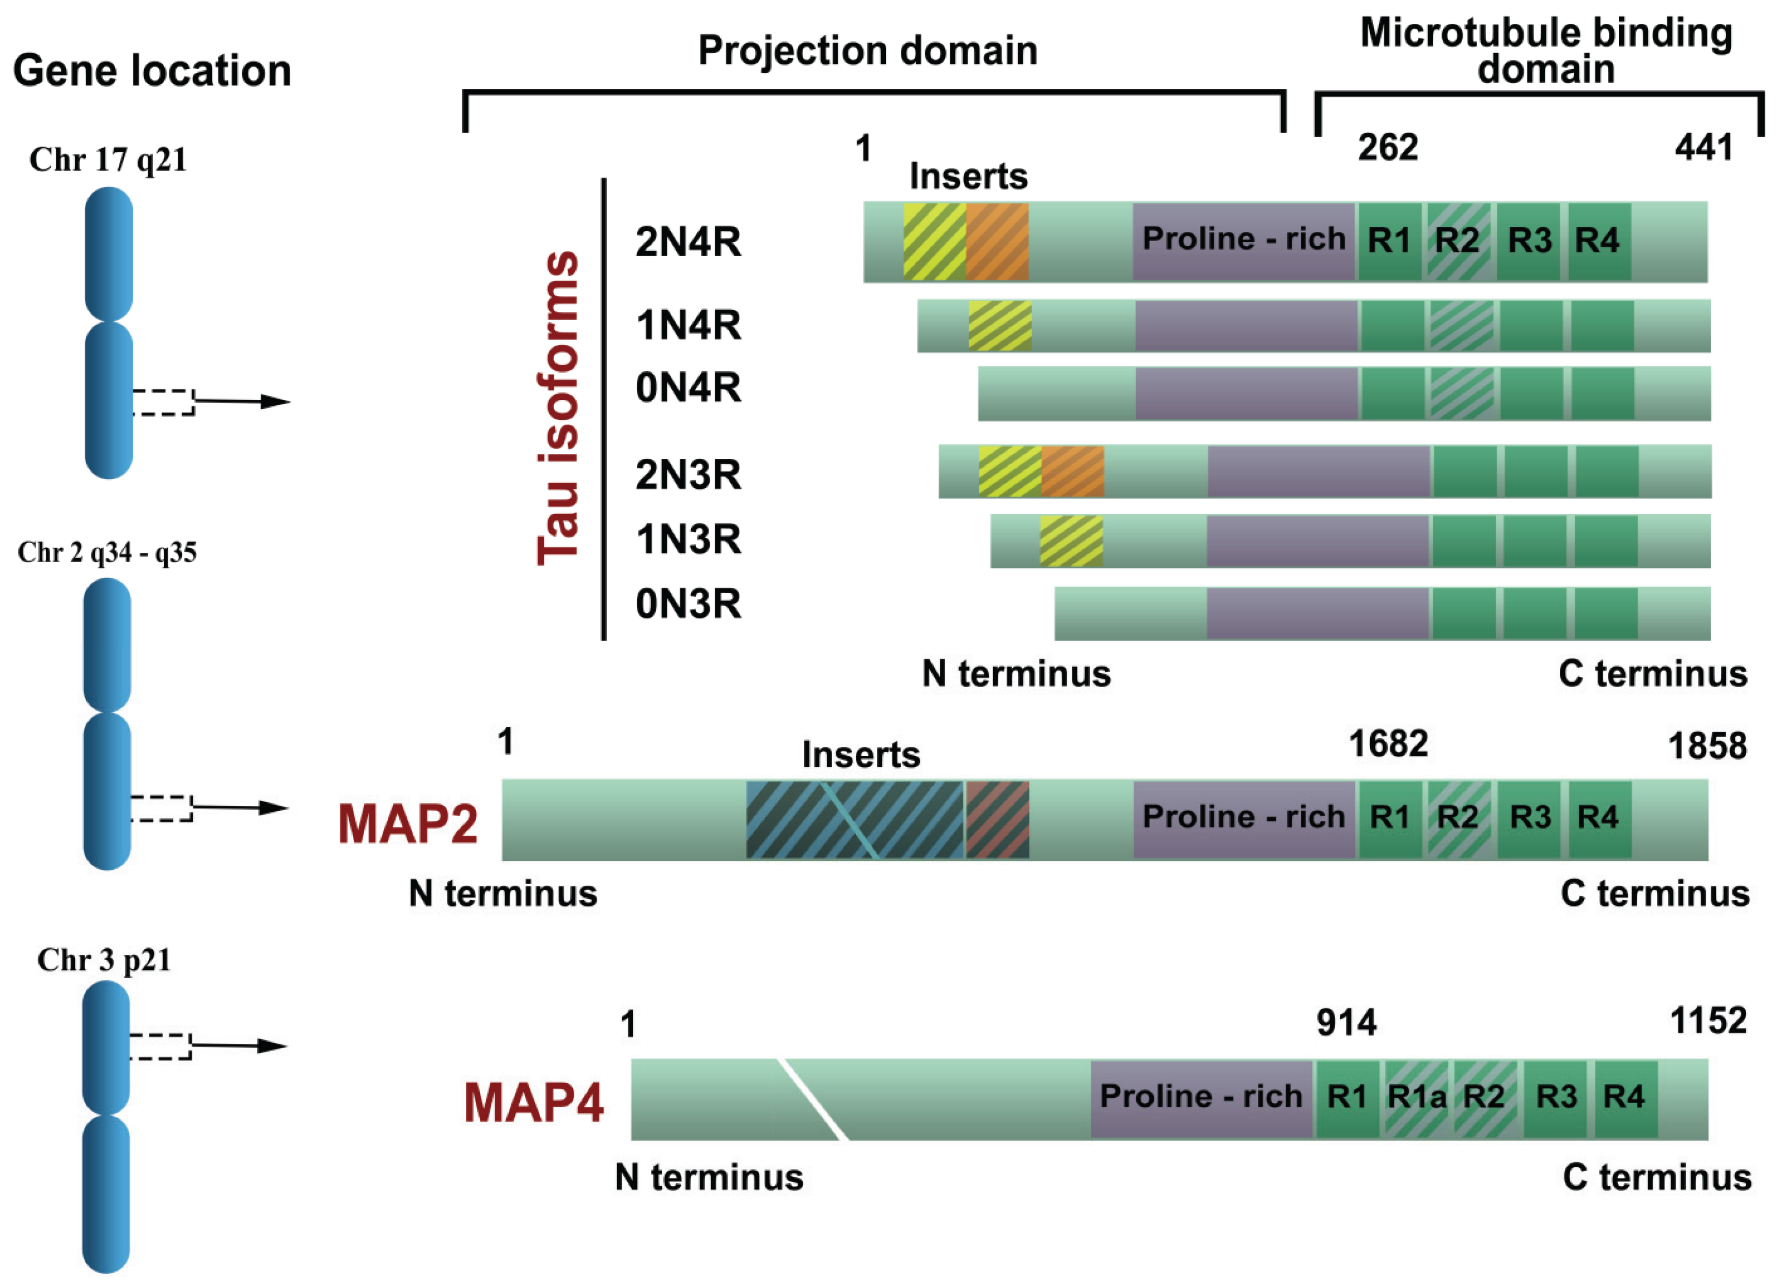 Gene location
Projection domain
Microtubule binding
domain
Chr 17 q21
1
262
441
Inserts
Tau isoforms
2N4R
Proline - rich
R1
R2
R3
R4
1N4R
0N4R
2N3R
1N3R
0N3R
N terminus
C terminus
Chr 2 q34 - q35
1
Inserts
1682
1858
MAP2
Proline - rich
R1
R2
R3
R4
N terminus
C terminus
Chr 3 p21
1
914
1152
MAP4
Proline - rich
R1
R1a
R2
R3
R4
N terminus
C terminus